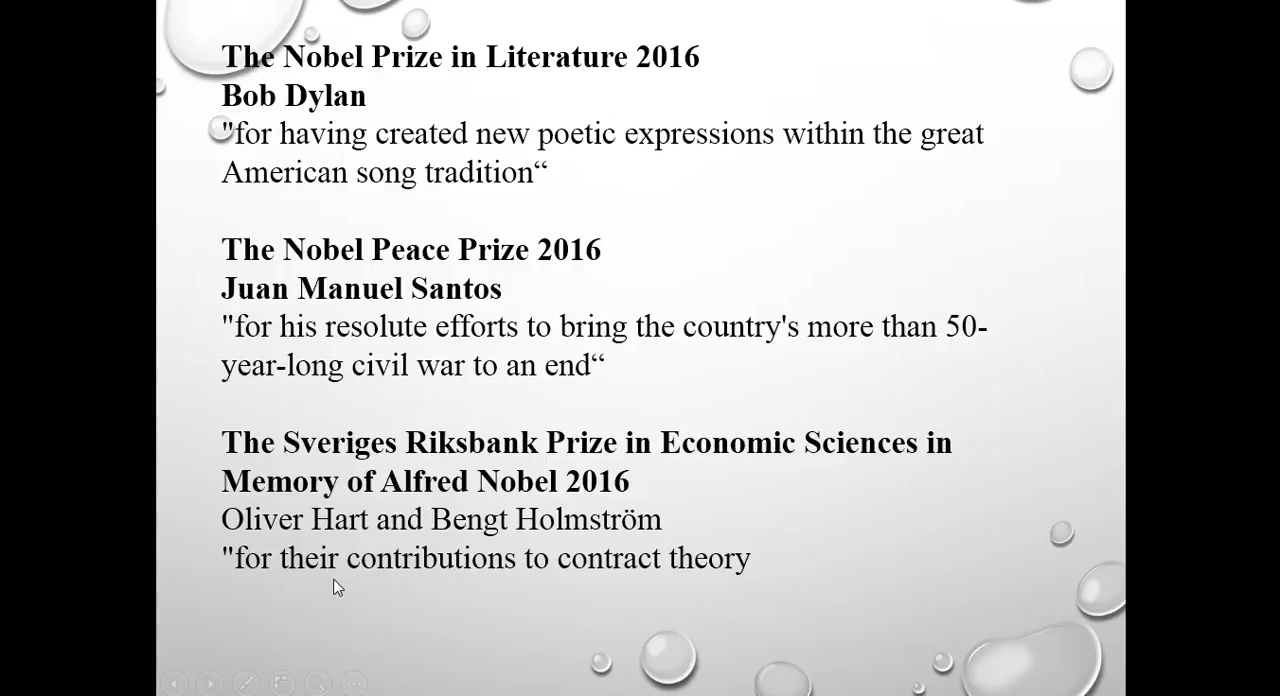 The Nobel Prize in Literature 2016
Bob Dylan
"for having created new poetic expressions within the great
American song tradition“
The Nobel Peace Prize 2016
Juan Manuel Santos
"for his resolute efforts to bring the country's more than 50-
year-long civil war to an end“
The Sveriges Riksbank Prize in Economic Sciences in
Memory of Alfred Nobel 2016
Oliver Hart and Bengt Holmström
"for their contributions to contract theory